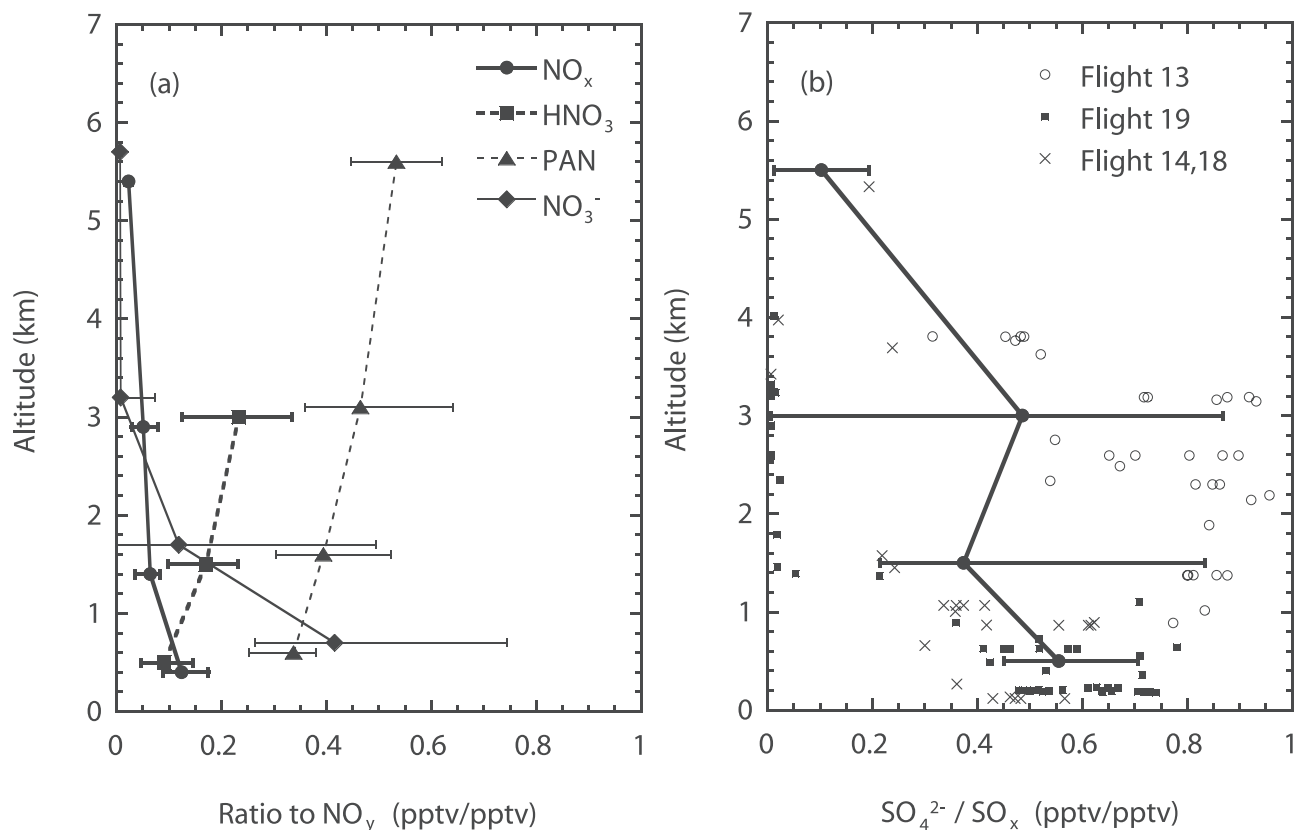 (a)
NOₓ
HNO₃
PAN
NO₃⁻
7
6
5
4
3
2
1
0
Altitude (km)
0 0.2 0.4 0.6 0.8 1
Ratio to NOᵧ (pptv/pptv)
(b)
Flight 13
Flight 19
Flight 14,18
7
6
5
4
3
2
1
0
Altitude (km)
0 0.2 0.4 0.6 0.8 1
SO₄²⁻ / SOₓ (pptv/pptv)